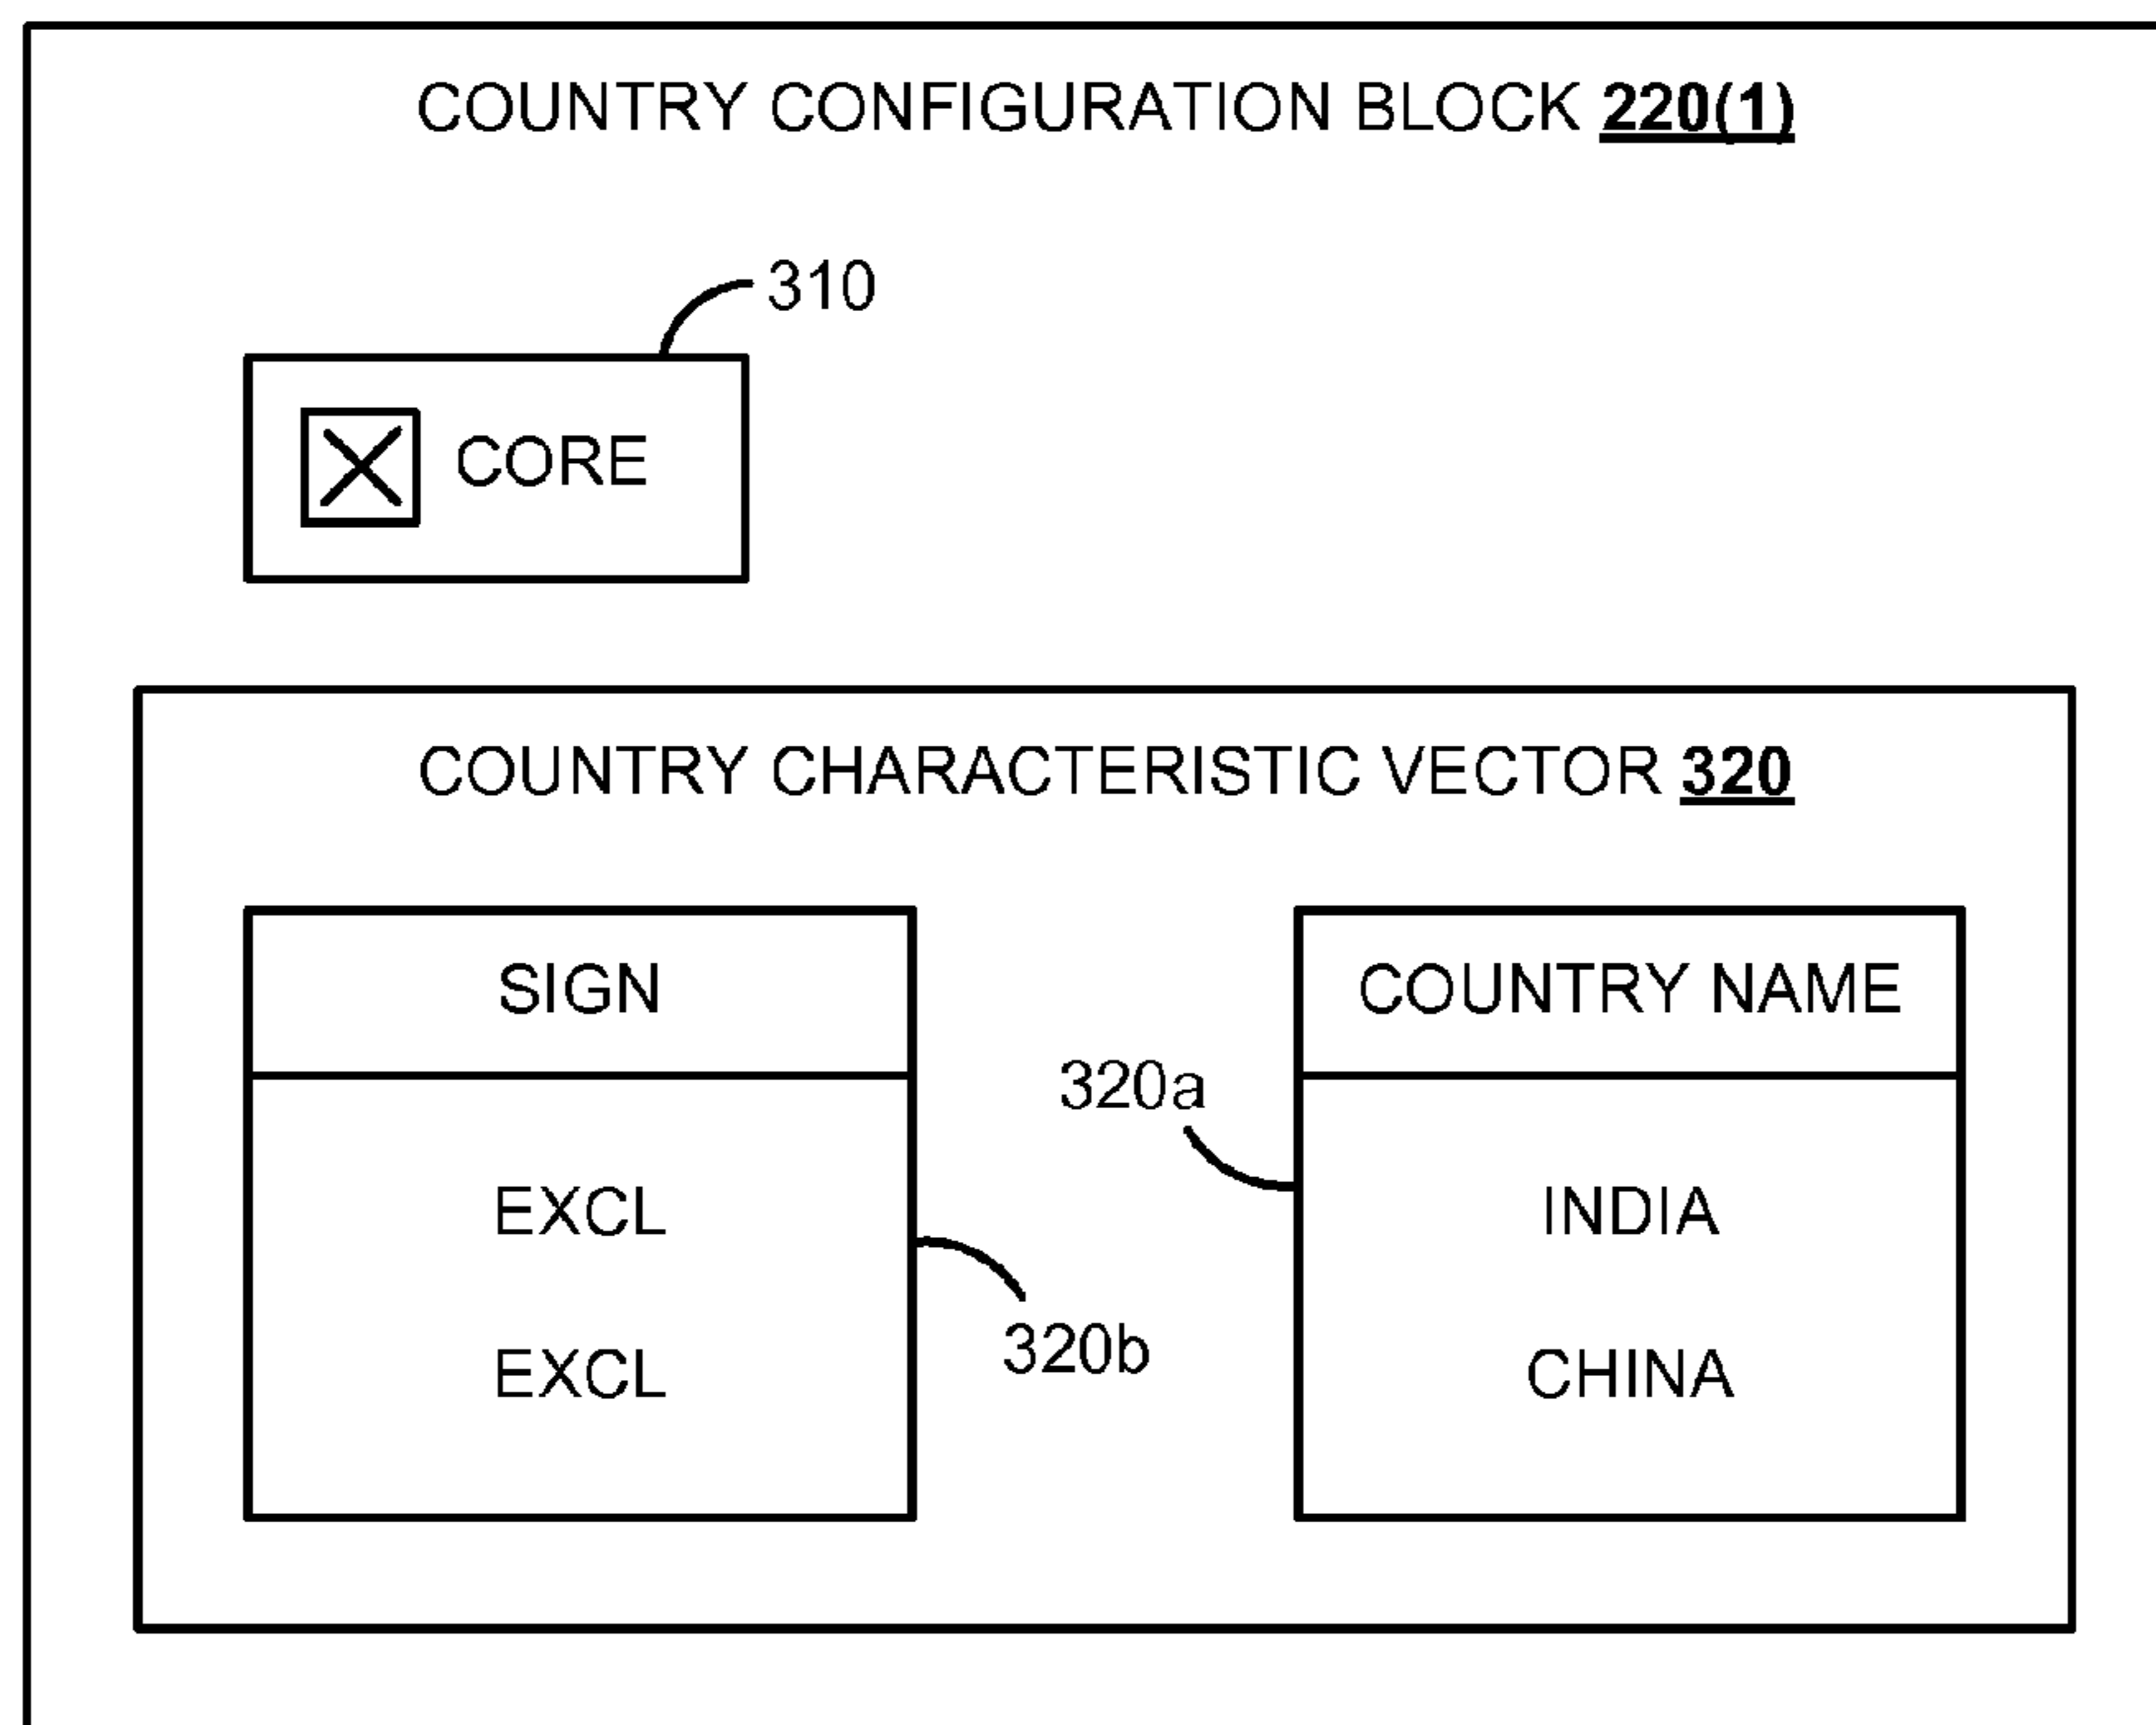 COUNTRY CONFIGURATION BLOCK 220(1)
310
CORE
COUNTRY CHARACTERISTIC VECTOR 320
SIGN
COUNTRY NAME
320a
EXCL
INDIA
320b
EXCL
CHINA